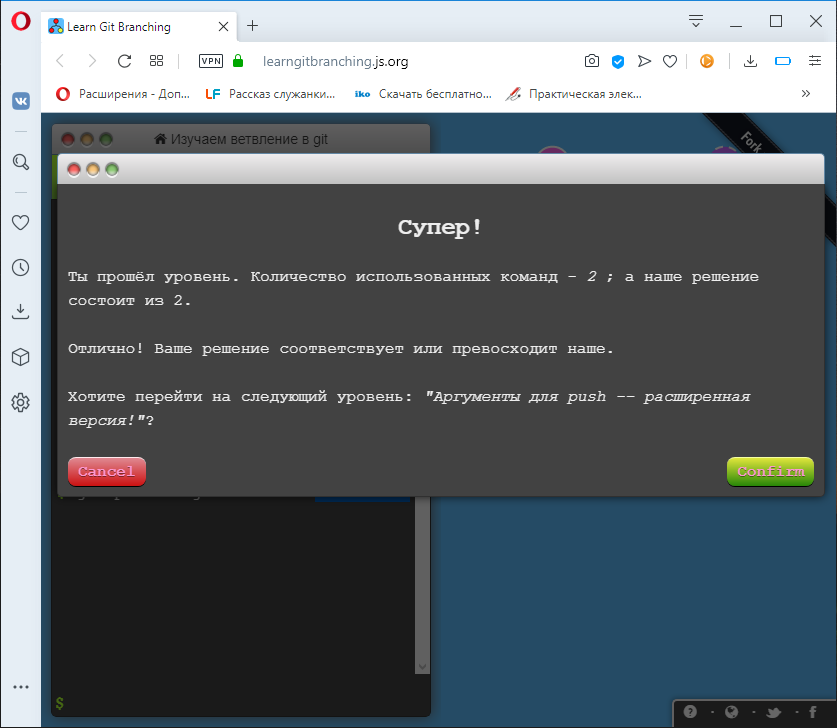 Learn Git Branching
VPN
learngitbranching.js.org
Расширения - Доп...
LF Рассказ служанки...
iko Скачать бесплатно...
Практическая элек...
Изучаем ветвление в git
Fork
Супер!
Ты прошёл уровень. Количество использованных команд - 2 ; а наше решение
состоит из 2.
Отлично! Ваше решение соответствует или превосходит наше.
Хотите перейти на следующий уровень: "Аргументы для push -- расширенная
версия!"?
Cancel
Confirm
$